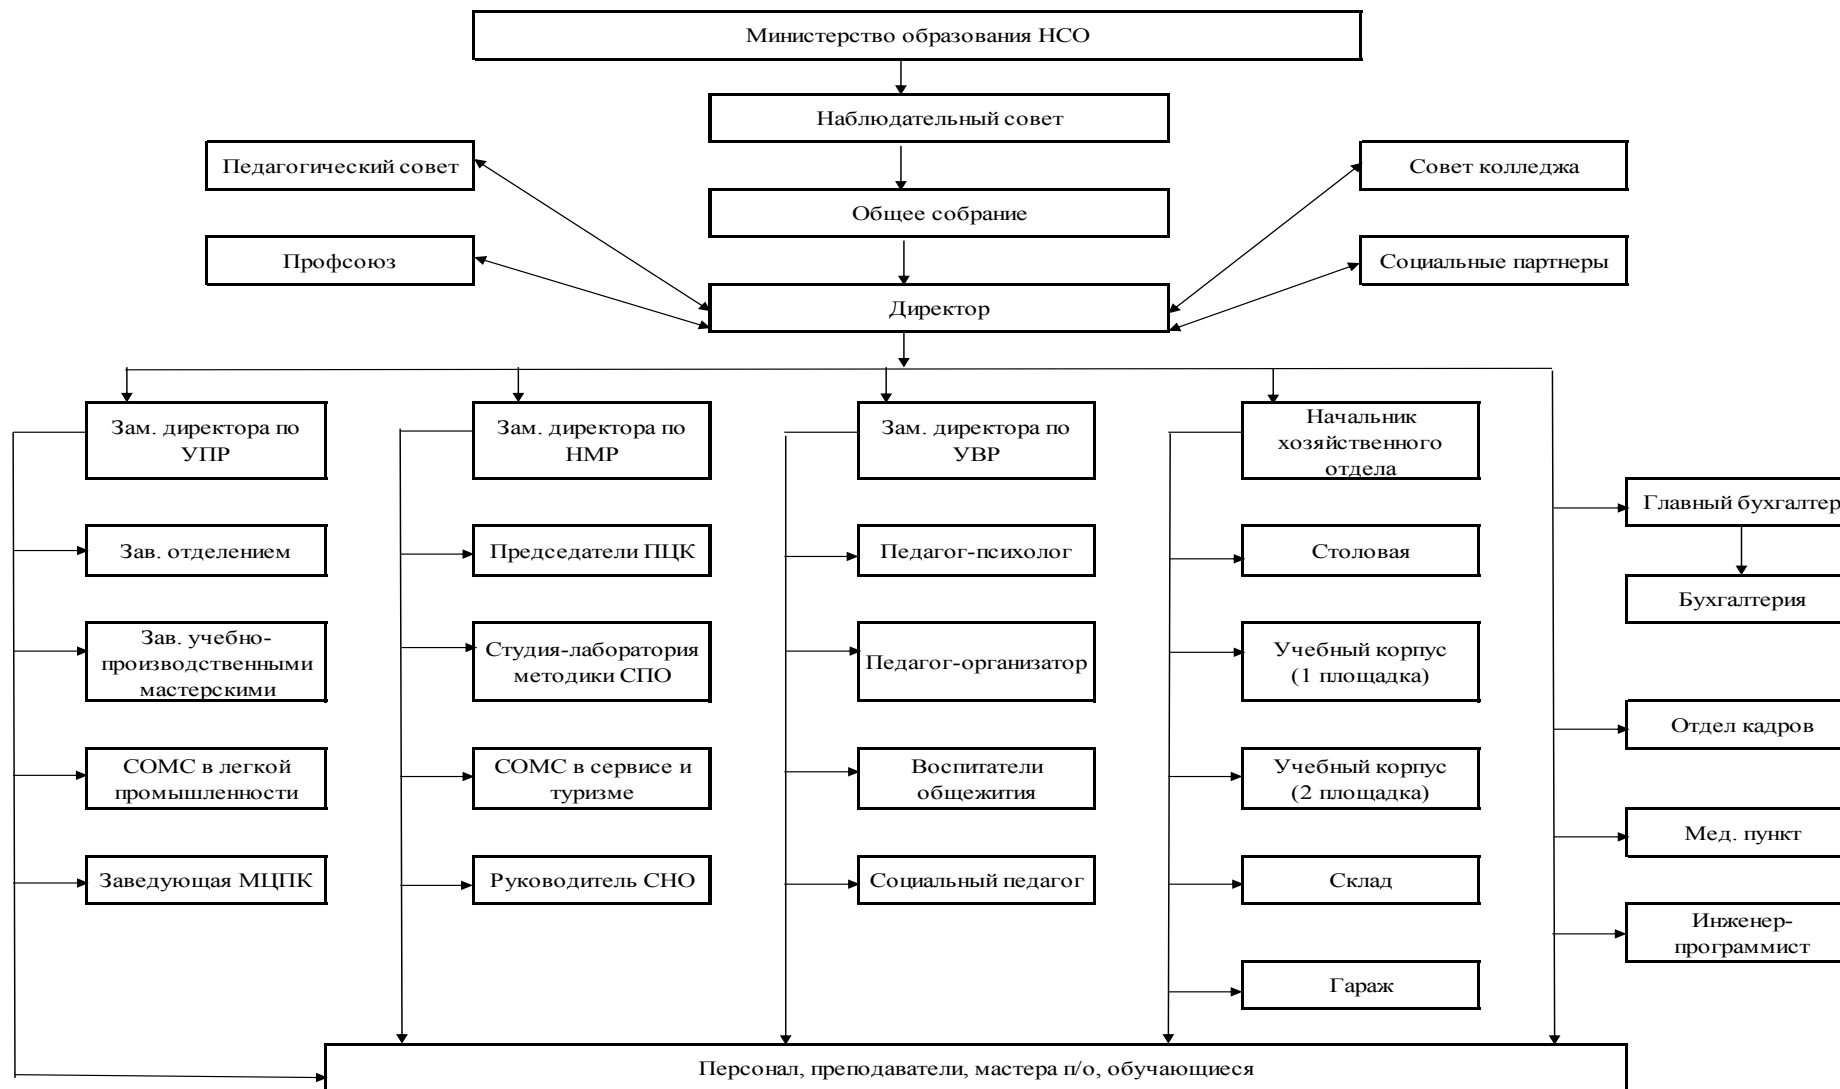 Министерство образования НСО
Наблюдательный совет
Педагогический совет
Совет колледжа
Общее собрание
Профсоюз
Социальные партнеры
Директор
Зам. директора по
УПР
Зам. директора по
НМР
Зам. директора по
УВР
Начальник
хозяйственного
отдела
Главный бухгалтер
Зав. отделением
Председатели ПЦК
Педагог-психолог
Столовая
Бухгалтерия
Зав. учебно-
производственными
мастерскими
Студия-лаборатория
методики СПО
Педагог-организатор
Учебный корпус
(1 площадка)
Отдел кадров
СОМС в легкой
промышленности
СОМС в сервисе и
туризме
Воспитатели
общежития
Учебный корпус
(2 площадка)
Мед. пункт
Заведующая МЦПК
Руководитель СНО
Социальный педагог
Склад
Инженер-
программист
Гараж
Персонал, преподаватели, мастера п/о, обучающиеся